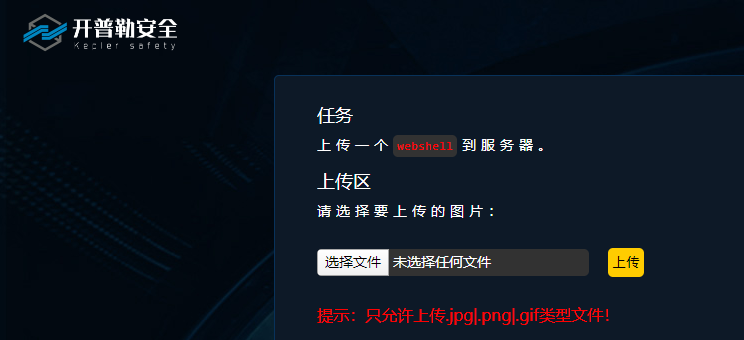 开普勒安全
Kecler safety
任务
上传一个 webshell 到服务器。
上传区
请选择要上传的图片：
选择文件 未选择任何文件 上传
提示：只允许上传.jpg|.png|.gif类型文件！